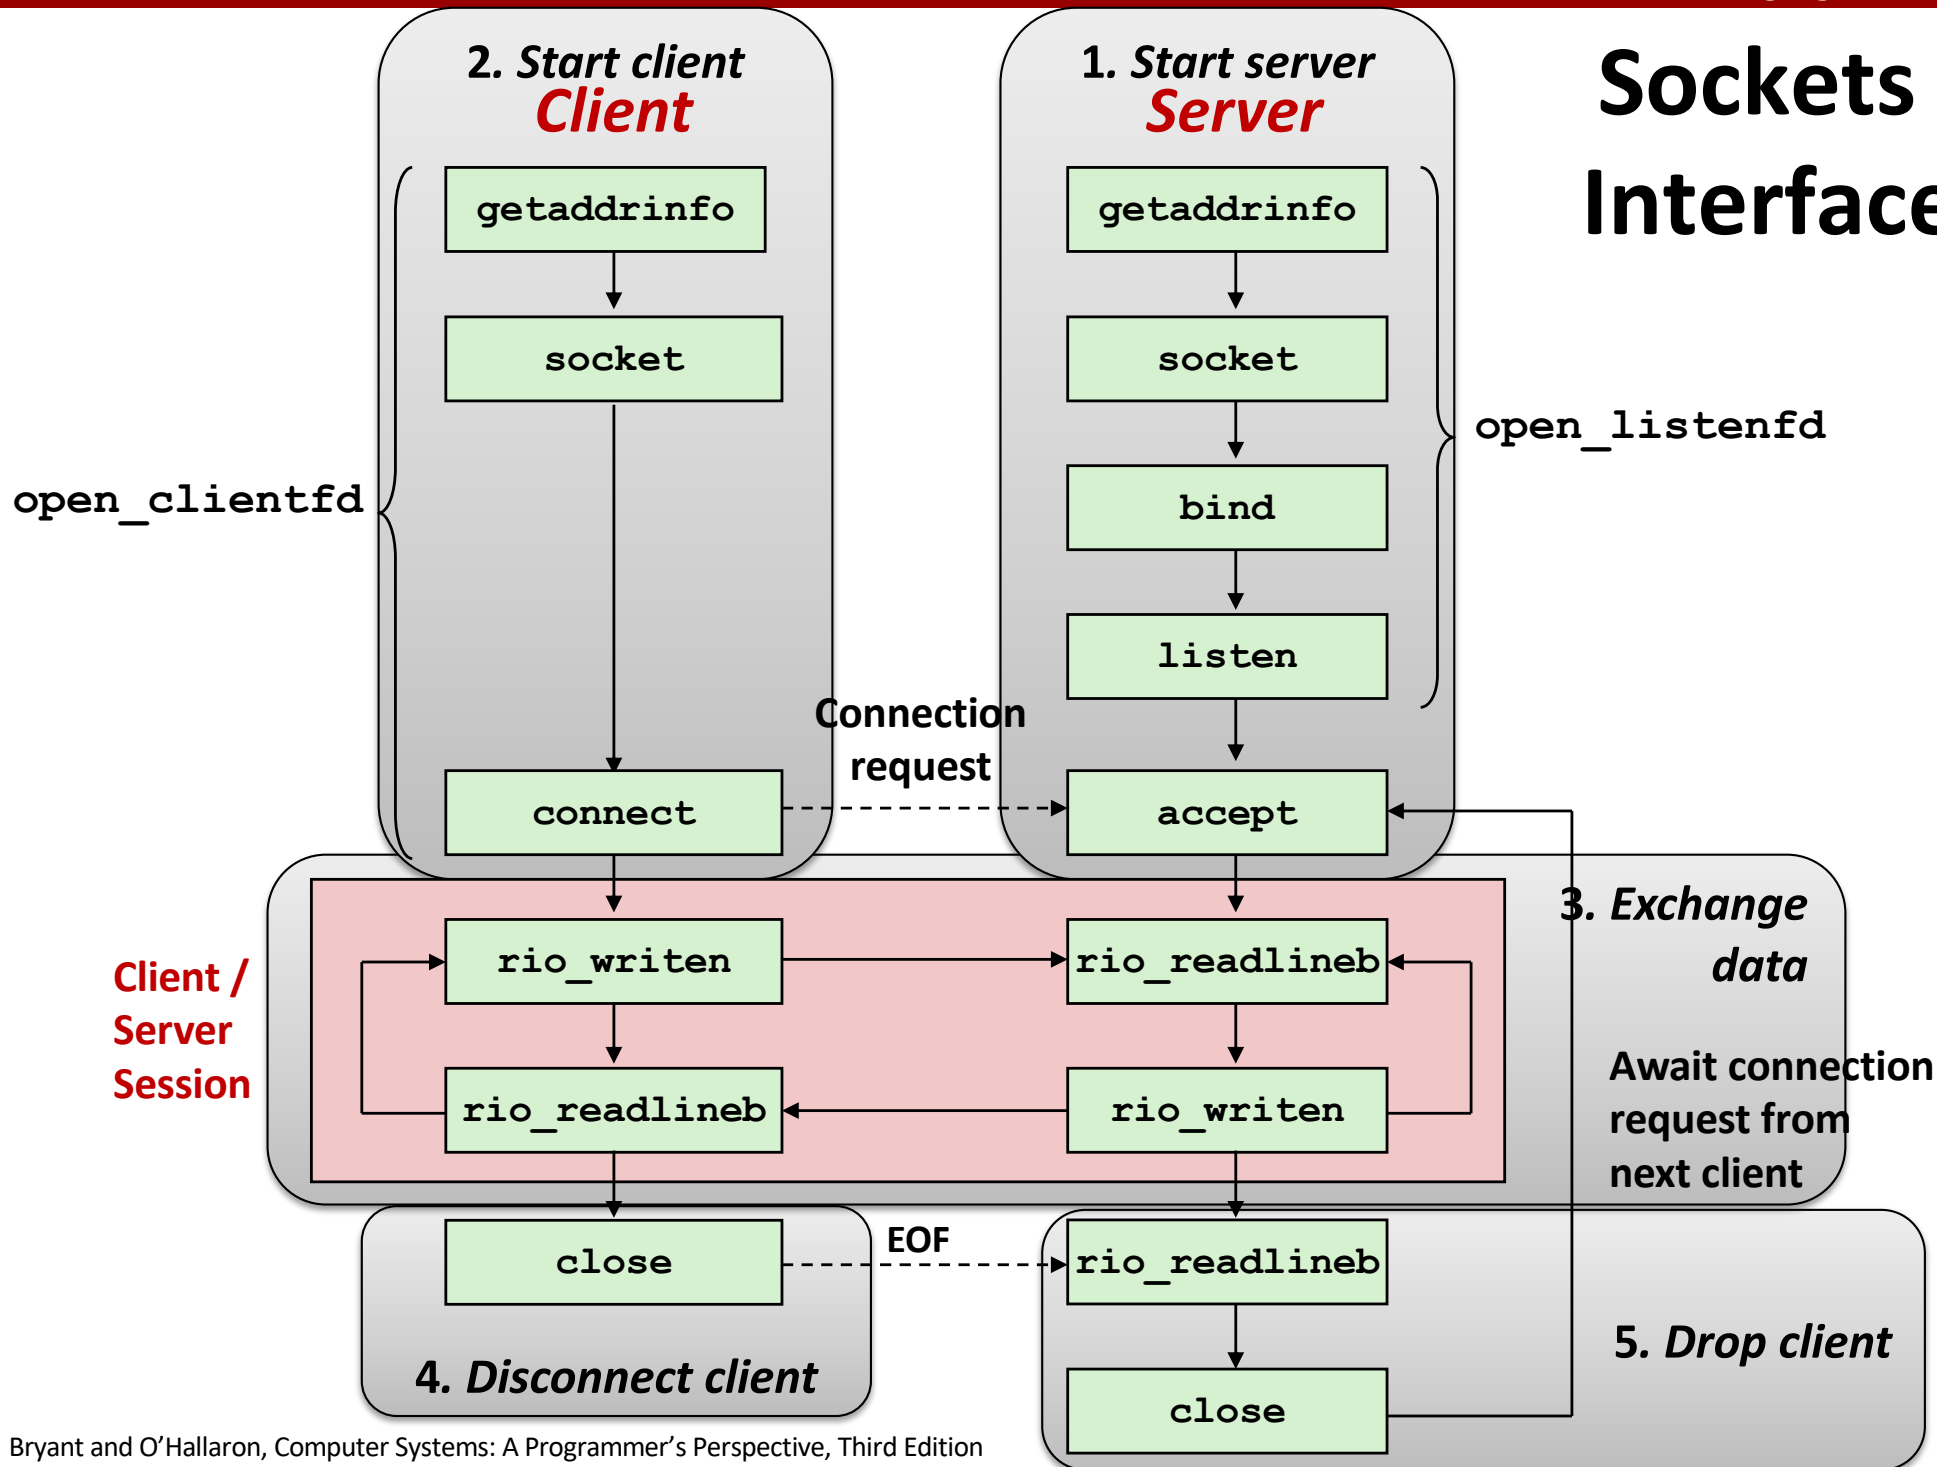 2. Start client
Client
1. Start server
Server
Sockets
Interface
getaddrinfo
getaddrinfo
socket
socket
open_listenfd
open_clientfd
bind
listen
Connection
request
connect
accept
3. Exchange
data
Client /
Server
Session
rio_writen
rio_readlineb
rio_readlineb
rio_writen
Await connection
request from
next client
close
EOF
rio_readlineb
4. Disconnect client
5. Drop client
close
Bryant and O'Hallaron, Computer Systems: A Programmer's Perspective, Third Edition